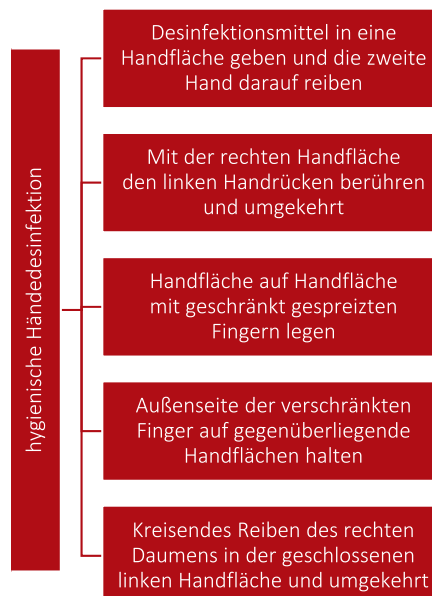 hygienische Händedesinfektion
Desinfektionsmittel in eine
Handfläche geben und die zweite
Hand darauf reiben
Mit der rechten Handfläche
den linken Handrücken berühren
und umgekehrt
Handfläche auf Handfläche
mit geschränkt gespreizten
Fingern legen
Außenseite der verschränkten
Finger auf gegenüberliegende
Handflächen halten
Kreisendes Reiben des rechten
Daumens in der geschlossenen
linken Handfläche und umgekehrt